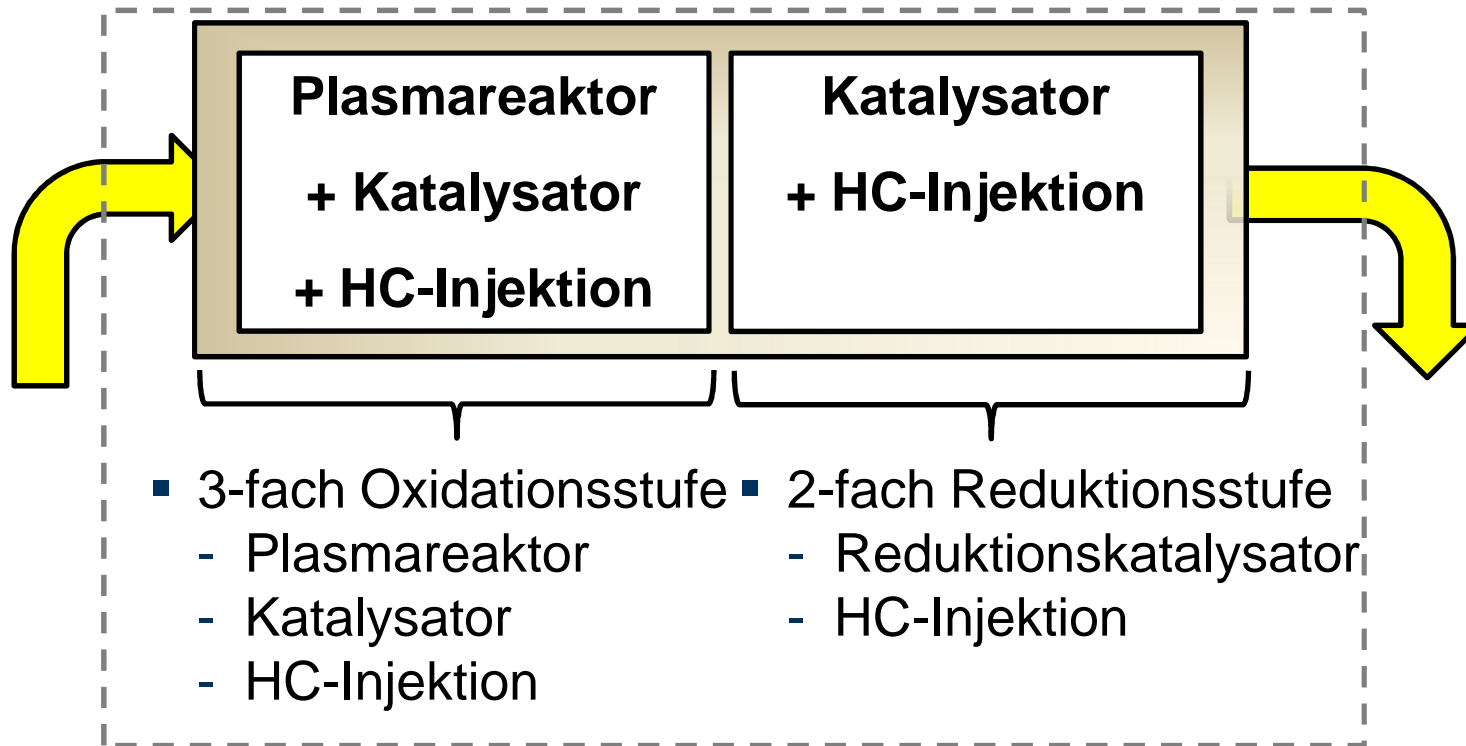 Plasmareaktor
+ Katalysator
+ HC-Injektion
Katalysator
+ HC-Injektion
▪ 3-fach Oxidationsstufe
- Plasmareaktor
- Katalysator
- HC-Injektion
▪ 2-fach Reduktionsstufe
- Reduktionskatalysator
- HC-Injektion